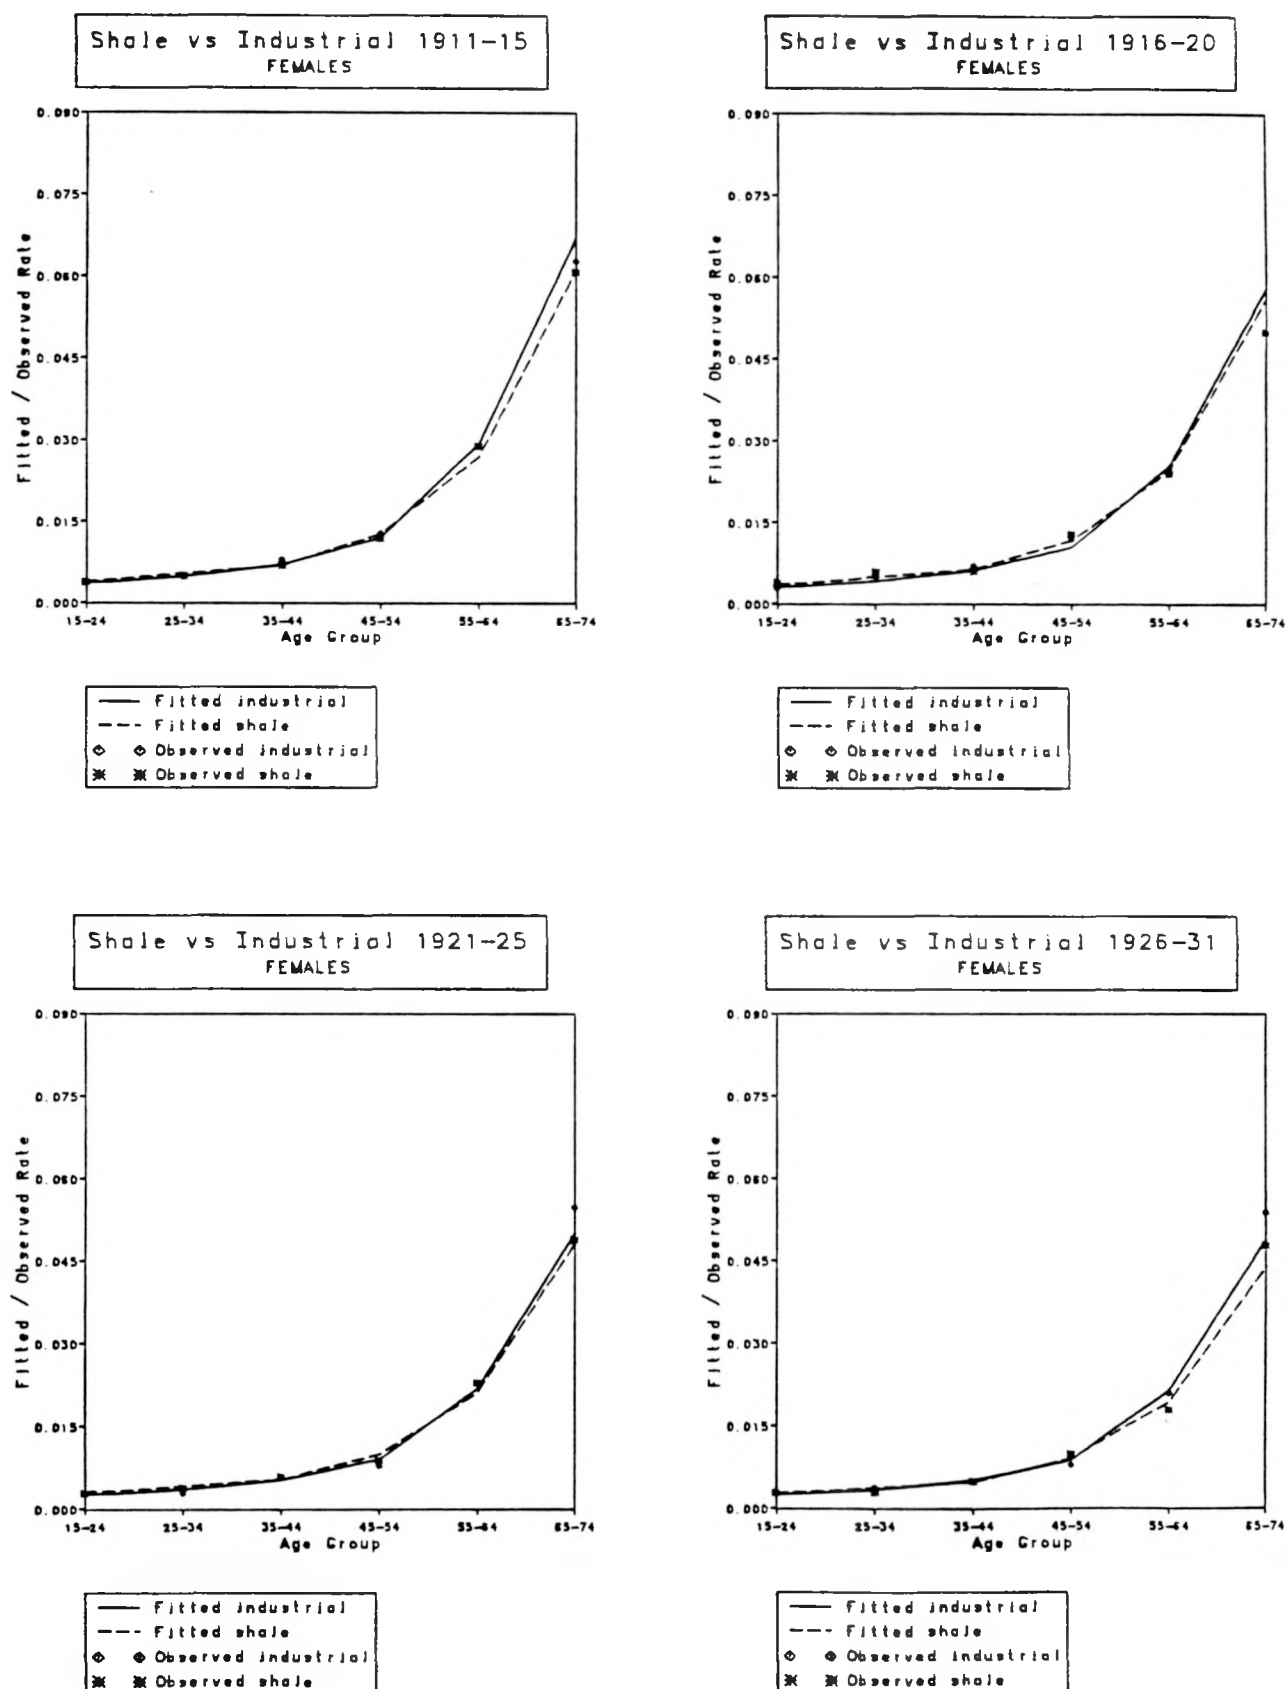 Shale vs Industrial 1911-15
FEMALES
0.090
0.075
0.060
0.045
0.030
0.015
0.000
Fitted / Observed Rate
15-24 25-34 35-44 45-54 55-64 65-74
Age Group
Fitted industrial
Fitted shale
Observed industrial
Observed shale
Shale vs Industrial 1916-20
FEMALES
0.090
0.075
0.060
0.045
0.030
0.015
0.000
Fitted / Observed Rate
15-24 25-34 35-44 45-54 55-64 65-74
Age Group
Fitted industrial
Fitted shale
Observed industrial
Observed shale
Shale vs Industrial 1921-25
FEMALES
0.090
0.075
0.060
0.045
0.030
0.015
0.000
Fitted / Observed Rate
15-24 25-34 35-44 45-54 55-64 65-74
Age Group
Fitted industrial
Fitted shale
Observed industrial
Observed shale
Shale vs Industrial 1926-31
FEMALES
0.090
0.075
0.060
0.045
0.030
0.015
0.000
Fitted / Observed Rate
15-24 25-34 35-44 45-54 55-64 65-74
Age Group
Fitted industrial
Fitted shale
Observed industrial
Observed shale